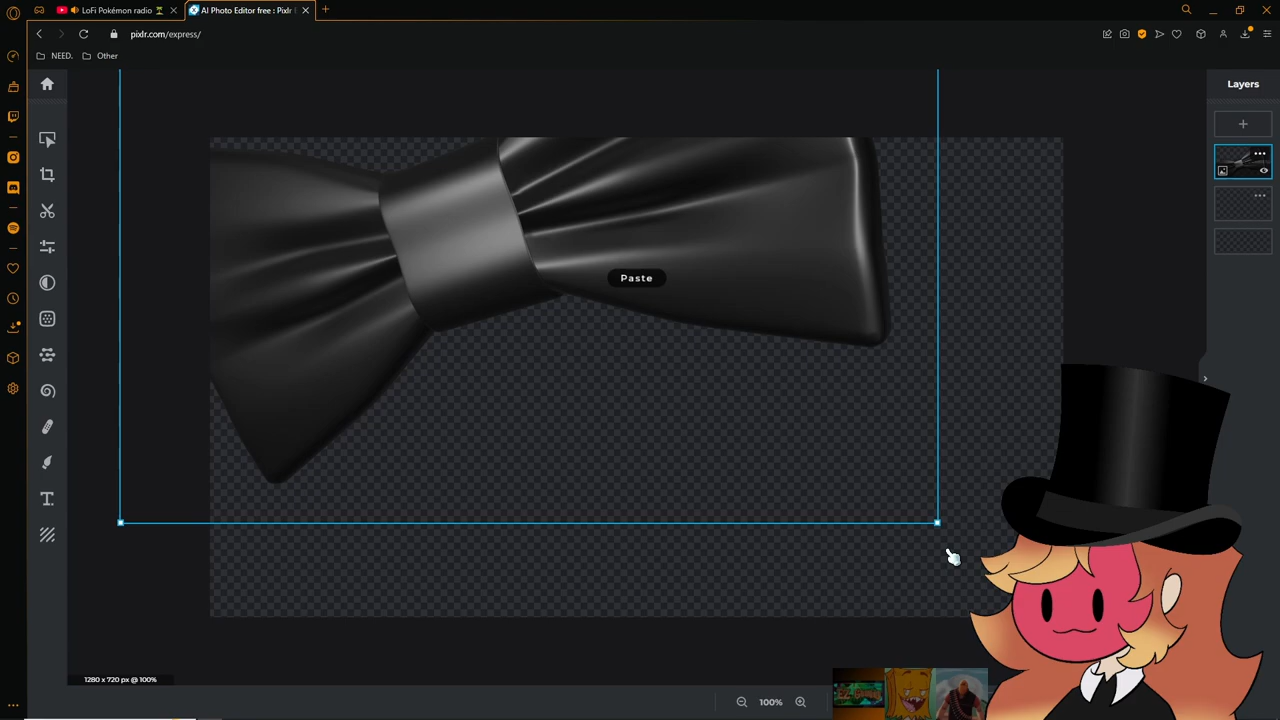 LoFi Pokémon radio
AI Photo Editor free : Pixlr E
pixlr.com/express/
NEED.
Other
Layers
Paste
1280 x 720 px @ 100%
100%